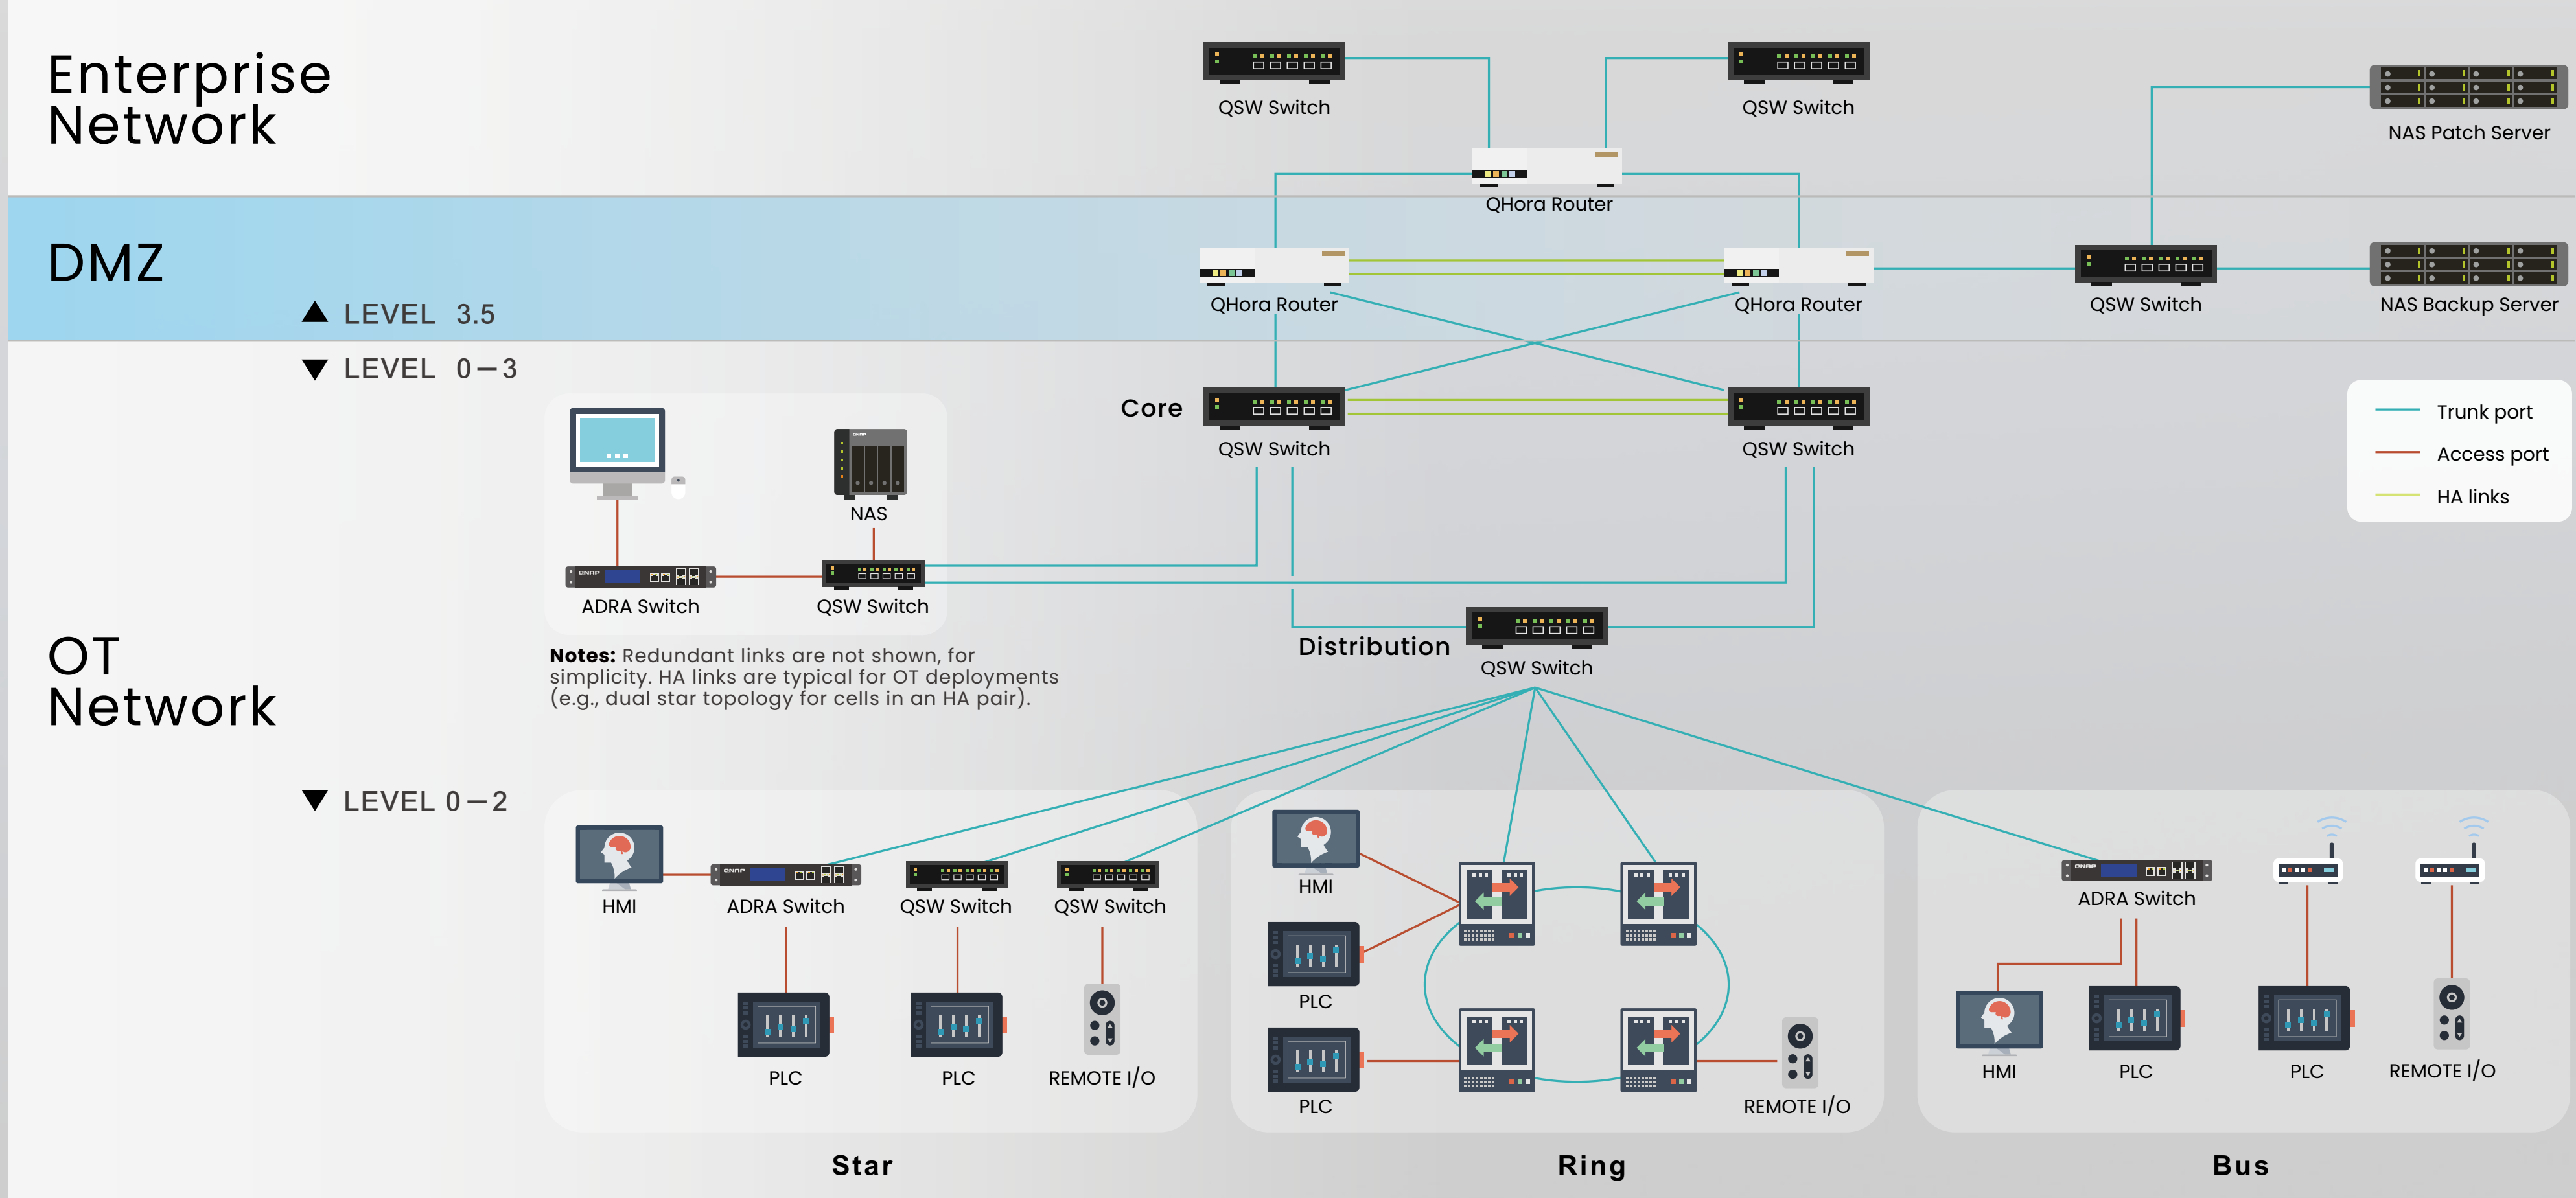 Enterprise
Network
QSW Switch
QSW Switch
NAS Patch Server
QHora Router
DMZ
QHora Router
QHora Router
QSW Switch
NAS Backup Server
LEVEL 3.5
LEVEL 0–3
Core
QSW Switch
QSW Switch
Trunk port
Access port
HA links
QNAP
NAS
QNAP
ADRA Switch
QSW Switch
OT
Network
Notes: Redundant links are not shown, for
simplicity. HA links are typical for OT deployments
(e.g., dual star topology for cells in an HA pair).
Distribution
QSW Switch
LEVEL 0–2
HMI
QNAP
ADRA Switch
QSW Switch
QSW Switch
PLC
PLC
REMOTE I/O
Star
HMI
PLC
PLC
REMOTE I/O
Ring
QNAP
ADRA Switch
HMI
PLC
PLC
REMOTE I/O
Bus